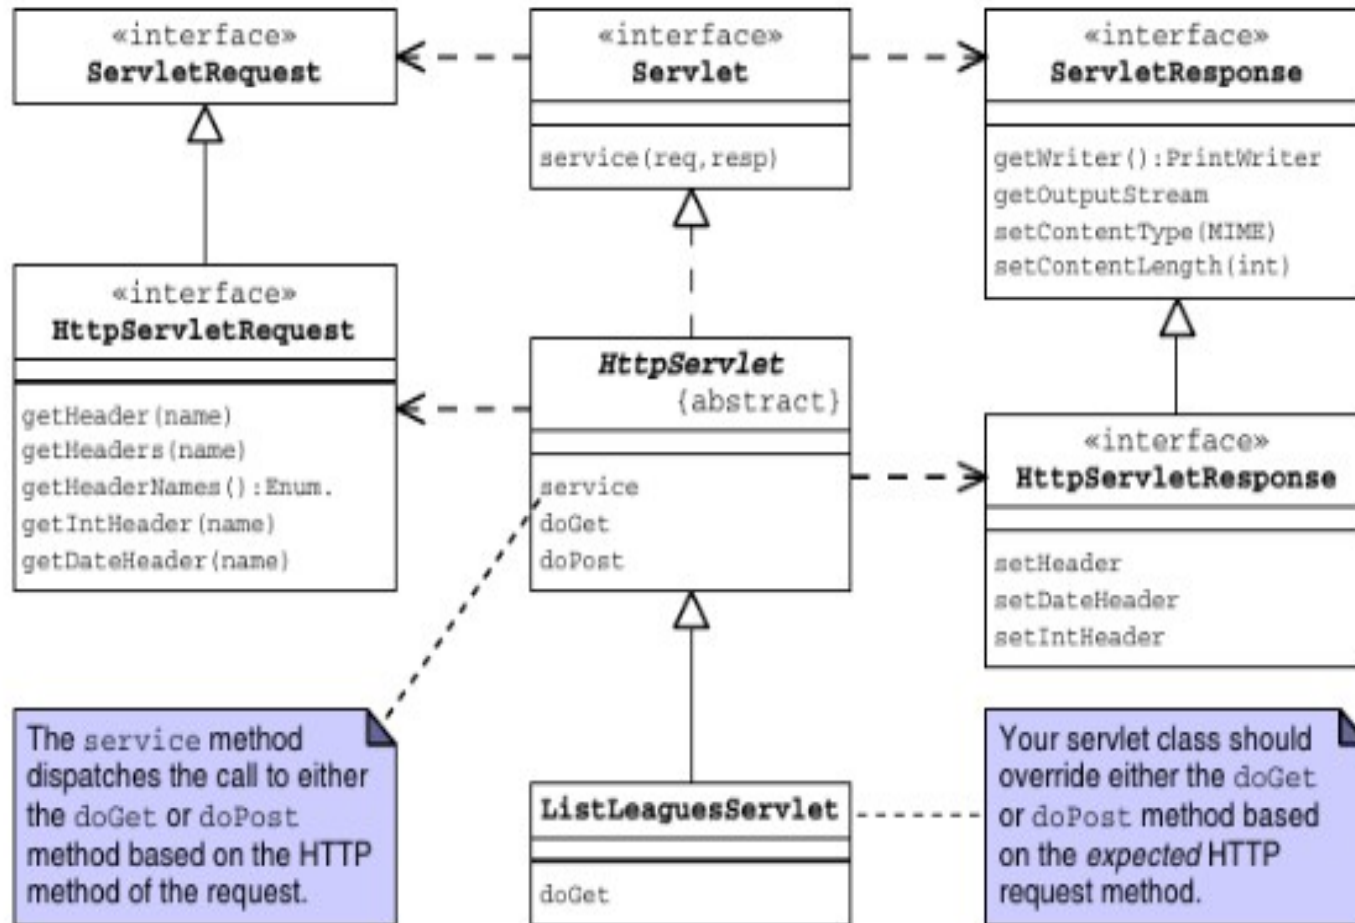 «interface»
ServletRequest
«interface»
Servlet
service(req,resp)
«interface»
ServletResponse
getWriter():PrintWriter
getOutputStream
setContentType(MIME)
setContentLength(int)
«interface»
HttpServletRequest
getHeader(name)
getHeaders(name)
getHeaderNames():Enum.
getIntHeader(name)
getDateHeader(name)
HttpServlet
{abstract}
service
doGet
doPost
«interface»
HttpServletResponse
setHeader
setDateHeader
setIntHeader
The service method
dispatches the call to either
the doGet or doPost
method based on the HTTP
method of the request.
ListLeaguesServlet
doGet
Your servlet class should
override either the doGet
or doPost method based
on the expected HTTP
request method.